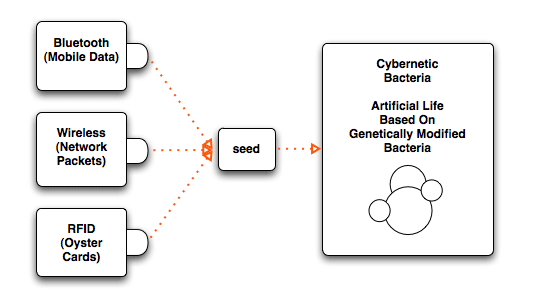 Bluetooth
(Mobile Data)
Wireless
(Network
Packets)
RFID
(Oyster
Cards)
seed
Cybernetic
Bacteria
Artificial Life
Based On
Genetically Modified
Bacteria